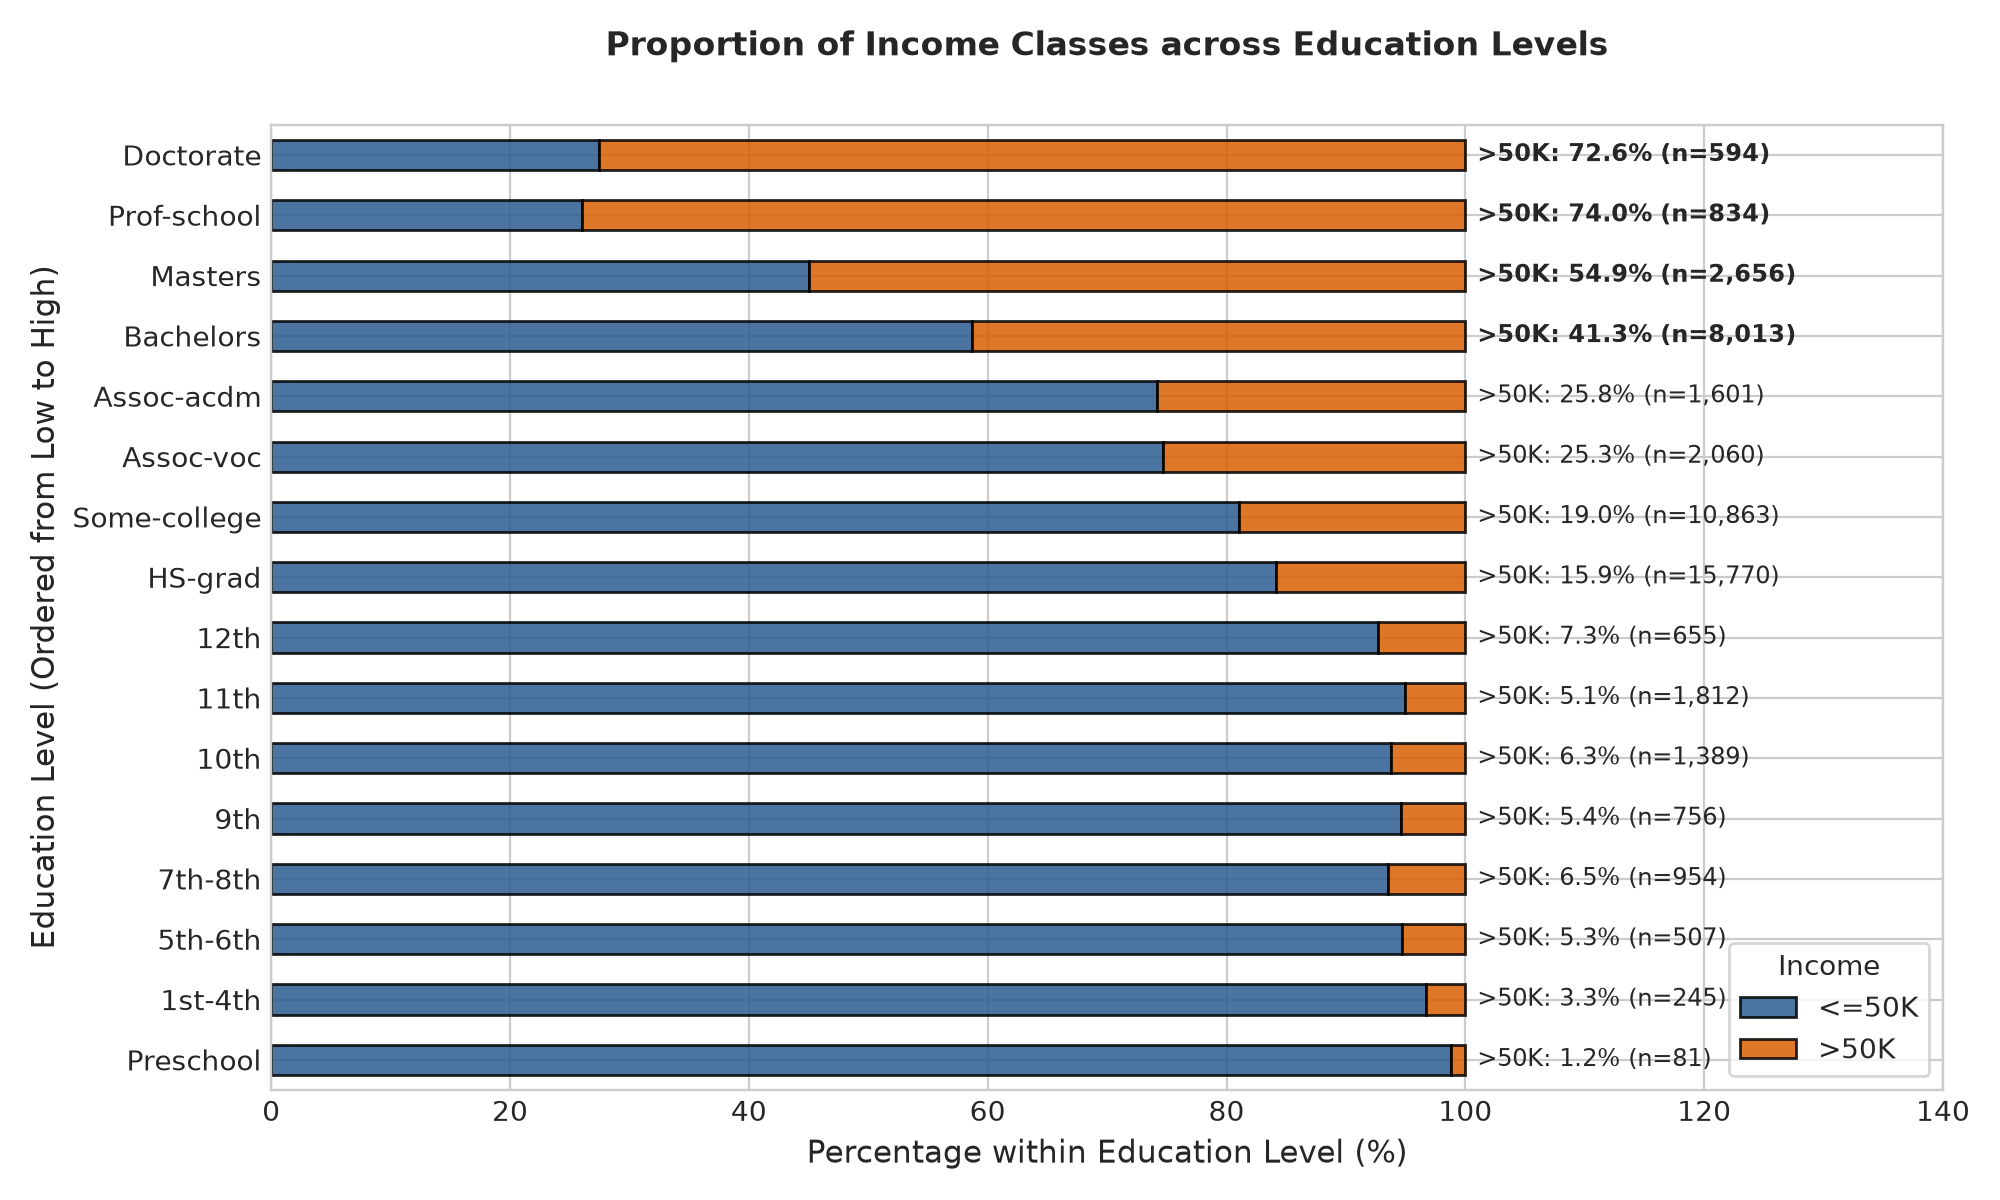 Proportion of Income Classes across Education Levels
Education Level (Ordered from Low to High)
Doctorate >50K: 72.6% (n=594)
Prof-school >50K: 74.0% (n=834)
Masters >50K: 54.9% (n=2,656)
Bachelors >50K: 41.3% (n=8,013)
Assoc-acdm >50K: 25.8% (n=1,601)
Assoc-voc >50K: 25.3% (n=2,060)
Some-college >50K: 19.0% (n=10,863)
HS-grad >50K: 15.9% (n=15,770)
12th >50K: 7.3% (n=655)
11th >50K: 5.1% (n=1,812)
10th >50K: 6.3% (n=1,389)
9th >50K: 5.4% (n=756)
7th-8th >50K: 6.5% (n=954)
5th-6th >50K: 5.3% (n=507)
1st-4th >50K: 3.3% (n=245)
Preschool >50K: 1.2% (n=81)
Income
<=50K
>50K
0 20 40 60 80 100 120 140
Percentage within Education Level (%)